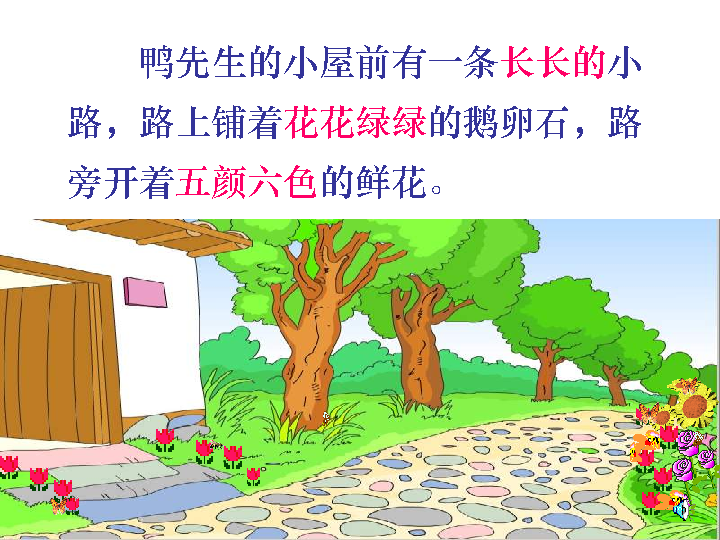 鸭先生的小屋前有一条长长的小
路，路上铺着花花绿绿的鹅卵石，路
旁开着五颜六色的鲜花。